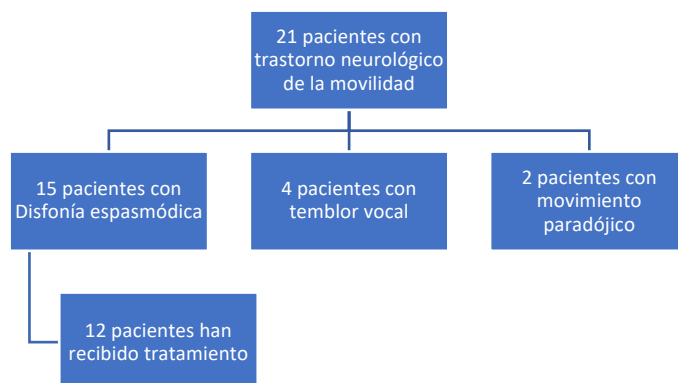 21 pacientes con
trastorno neurológico
de la movilidad
15 pacientes con
Disfonía espasmódica
4 pacientes con
temblor vocal
2 pacientes con
movimiento
paradójico
12 pacientes han
recibido tratamiento